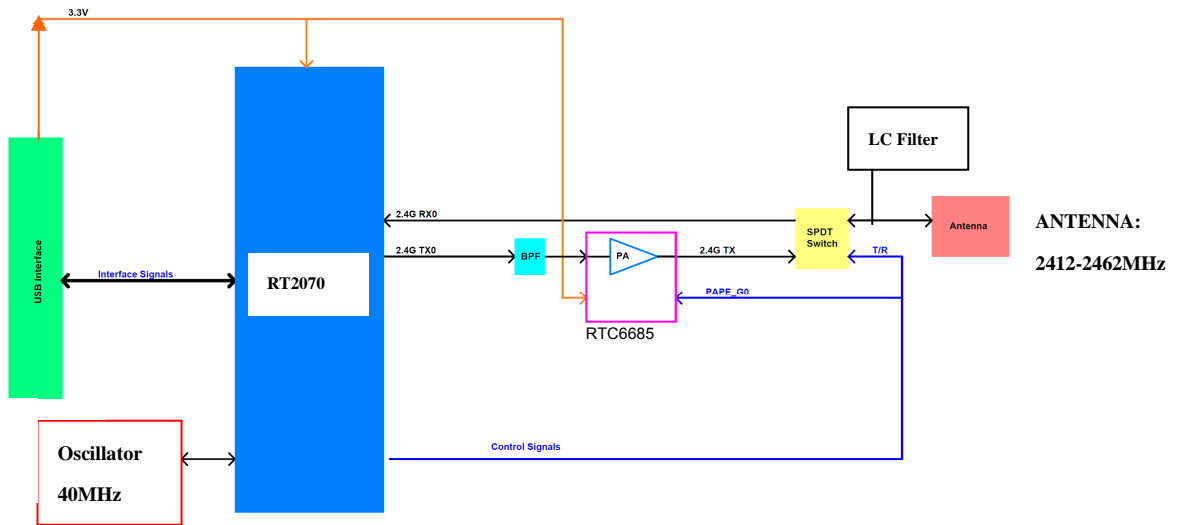 3.3V
LC Filter
2.4G RX0
SPDT
Switch
Antenna
ANTENNA:
2412-2462MHz
2.4G TX0
BPF
PA
2.4G TX
T/R
USB Interface
Interface Signals
RT2070
PAPE_G0
RTC6685
Control Signals
Oscillator
40MHz